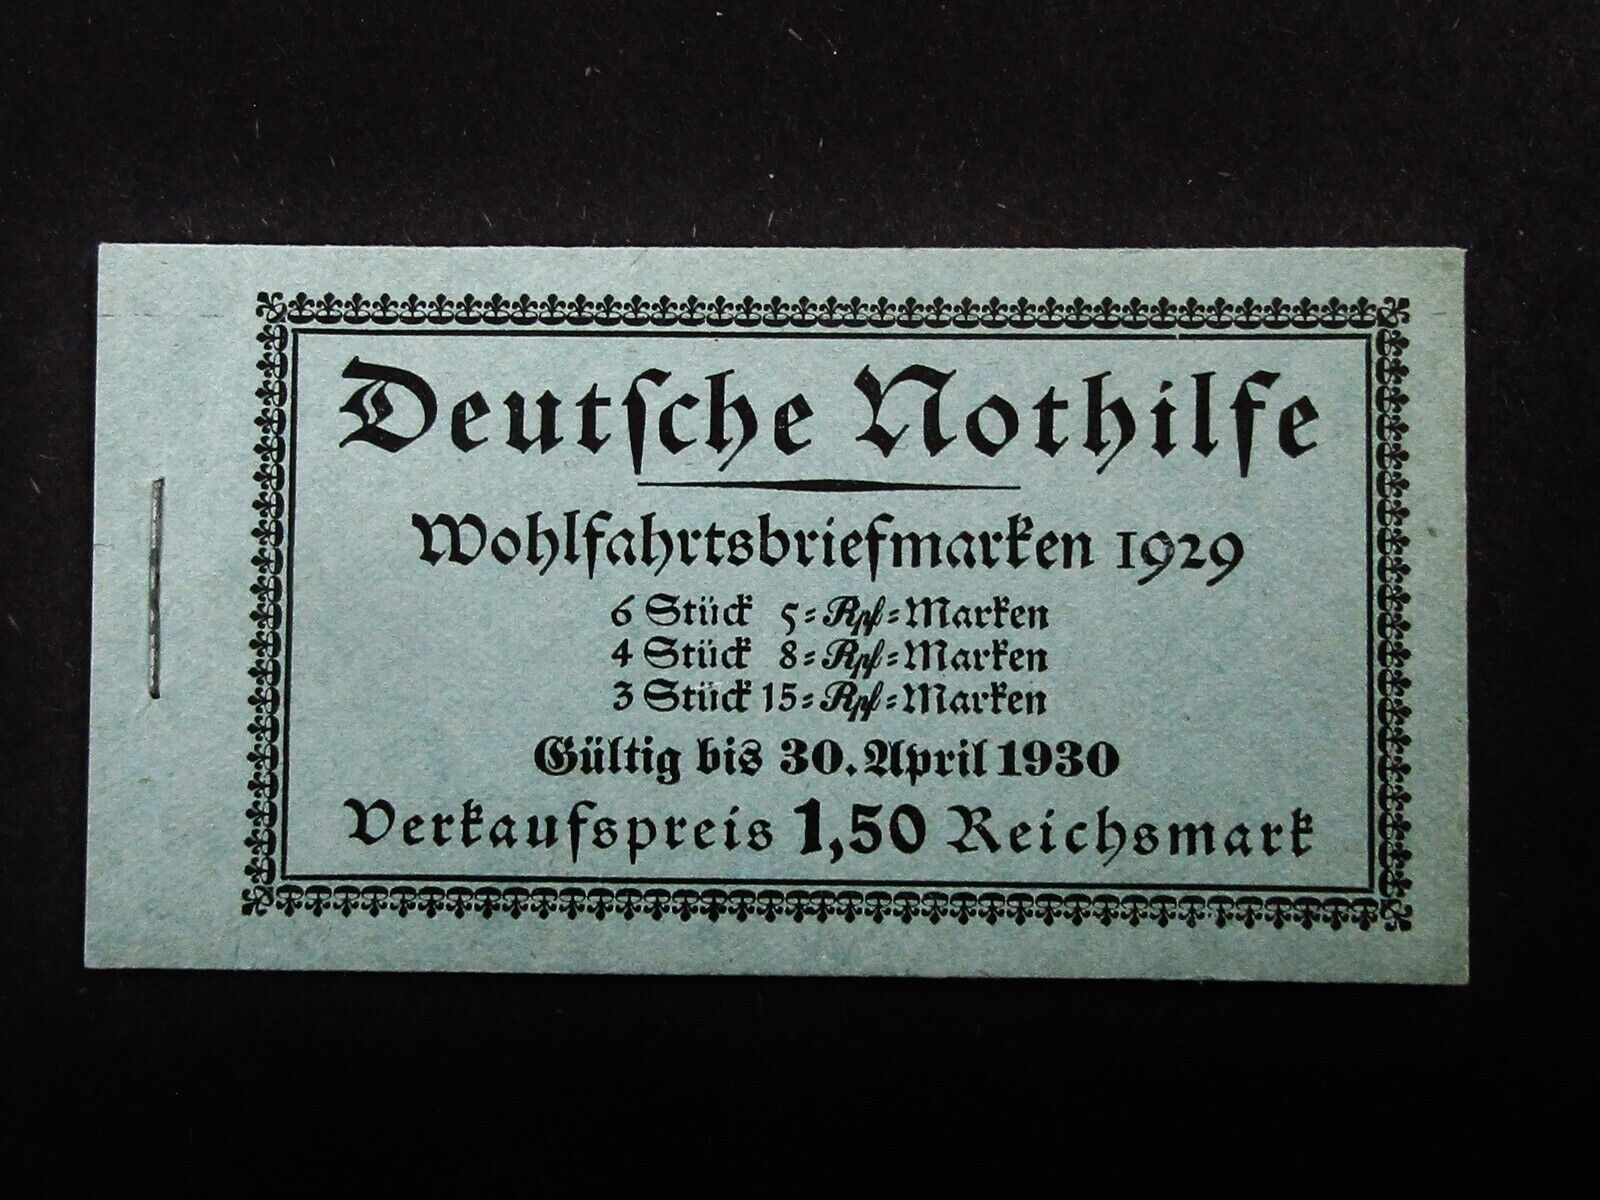 Deutſche Nothilfe
Wohlfahrtsbriefmarken 1929
6 Stück 5=Rpf=Marken
4 Stück 8=Rpf=Marken
3 Stück 15=Rpf=Marken
Gültig bis 30. April 1930
Verkaufspreis 1,50 Reichsmark